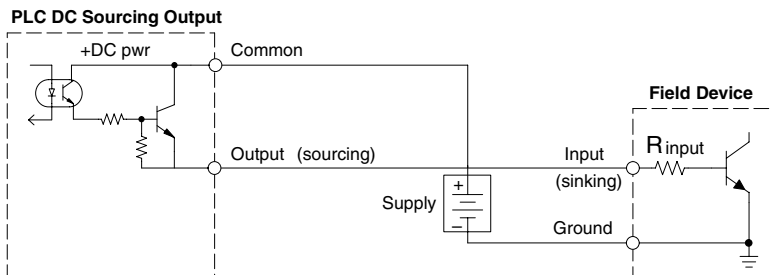 PLC DC Sourcing Output
+DC pwr
Common
Field Device
Output (sourcing)
Input
(sinking)
R input
+
Supply
–
Ground